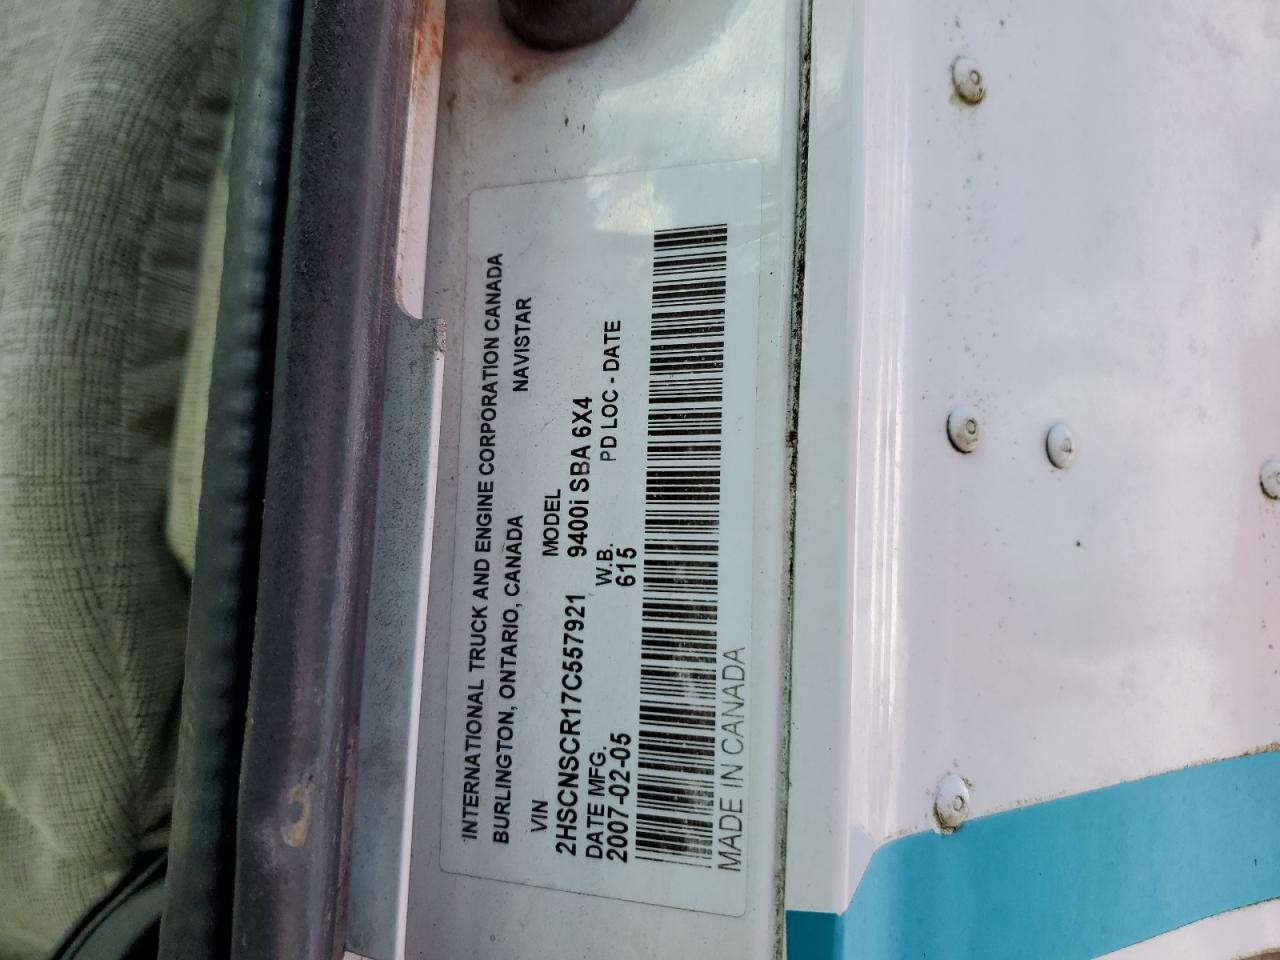 INTERNATIONAL TRUCK AND ENGINE CORPORATION CANADA
BURLINGTON, ONTARIO, CANADA NAVISTAR
VIN MODEL
2HSCNSCR17C557921 9400i SBA 6X4
DATE MFG. W.B. PD LOC - DATE
2007-02-05 615
MADE IN CANADA